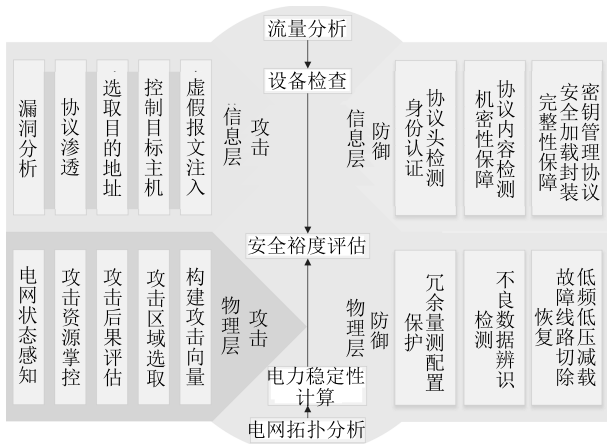 流量分析
设备检查
漏洞分析
协议渗透
选取目的地址
控制目标主机
虚假报文注入
信息层
攻击
信息层
防御
协议头检测
身份认证
协议内容检测
机密性保障
密钥管理协议
安全加载封装
完整性保障
安全裕度评估
电网状态感知
攻击资源掌控
攻击后果评估
攻击区域选取
构建攻击向量
物理层
攻击
物理层
防御
冗余量测配置
保护
不良数据辨识
检测
低频低压减载
故障线路切除
恢复
电力稳定性
计算
电网拓扑分析